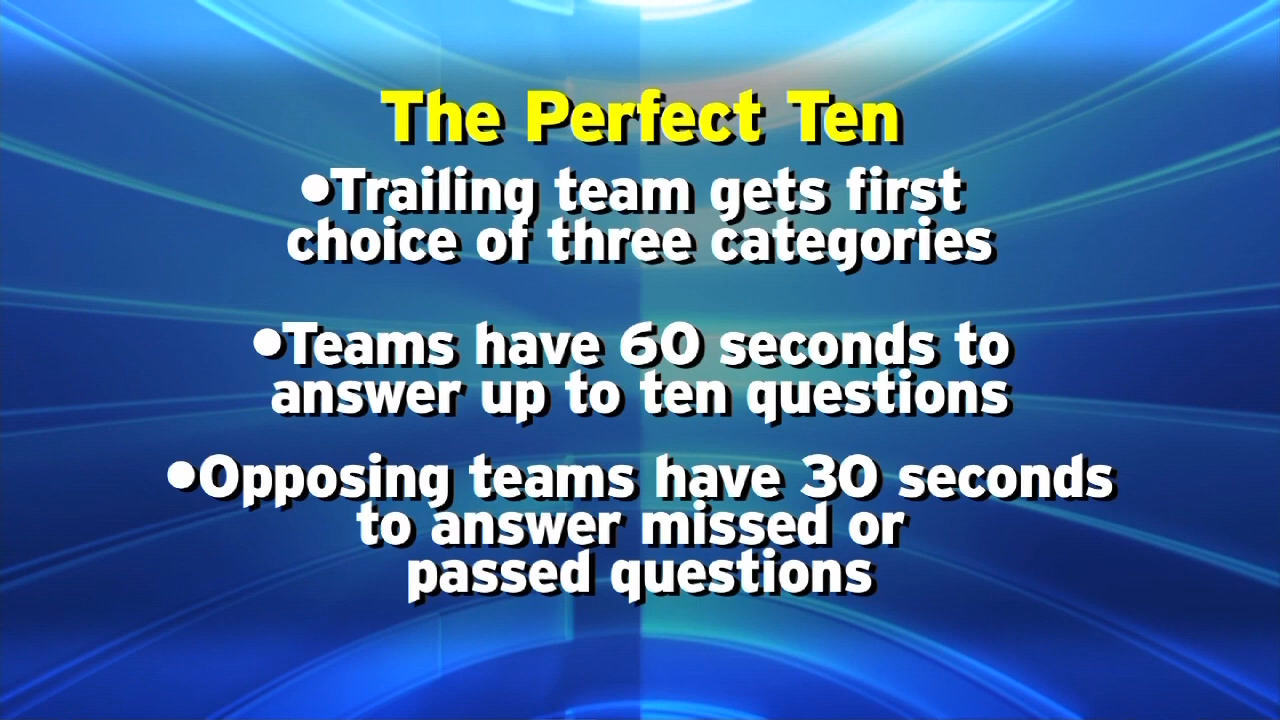 The Perfect Ten
•Trailing team gets first
choice of three categories
•Teams have 60 seconds to
answer up to ten questions
•Opposing teams have 30 seconds
to answer missed or
passed questions